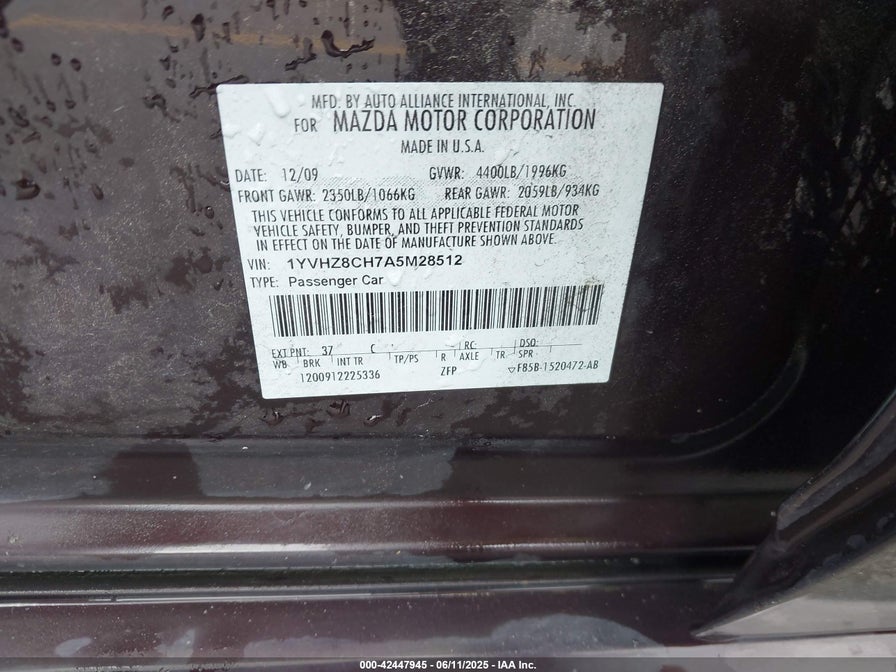 MFD. BY AUTO ALLIANCE INTERNATIONAL, INC.
FOR MAZDA MOTOR CORPORATION
MADE IN U.S.A.
DATE: 12/09 GVWR: 4400LB/1996KG
FRONT GAWR: 2350LB/1066KG REAR GAWR: 2059LB/934KG
THIS VEHICLE CONFORMS TO ALL APPLICABLE FEDERAL MOTOR
VEHICLE SAFETY, BUMPER, AND THEFT PREVENTION STANDARDS
IN EFFECT ON THE DATE OF MANUFACTURE SHOWN ABOVE.
VIN: 1YVHZ8CH7A5M28512
TYPE: Passenger Car
EXT PNT: 37 C RC: DSO:
WB BRK INT TR TP/PS R AXLE TR SPR
1200912225336 ZFP F85B-1520472-AB
000-42447945 - 06/11/2025 - IAA Inc.